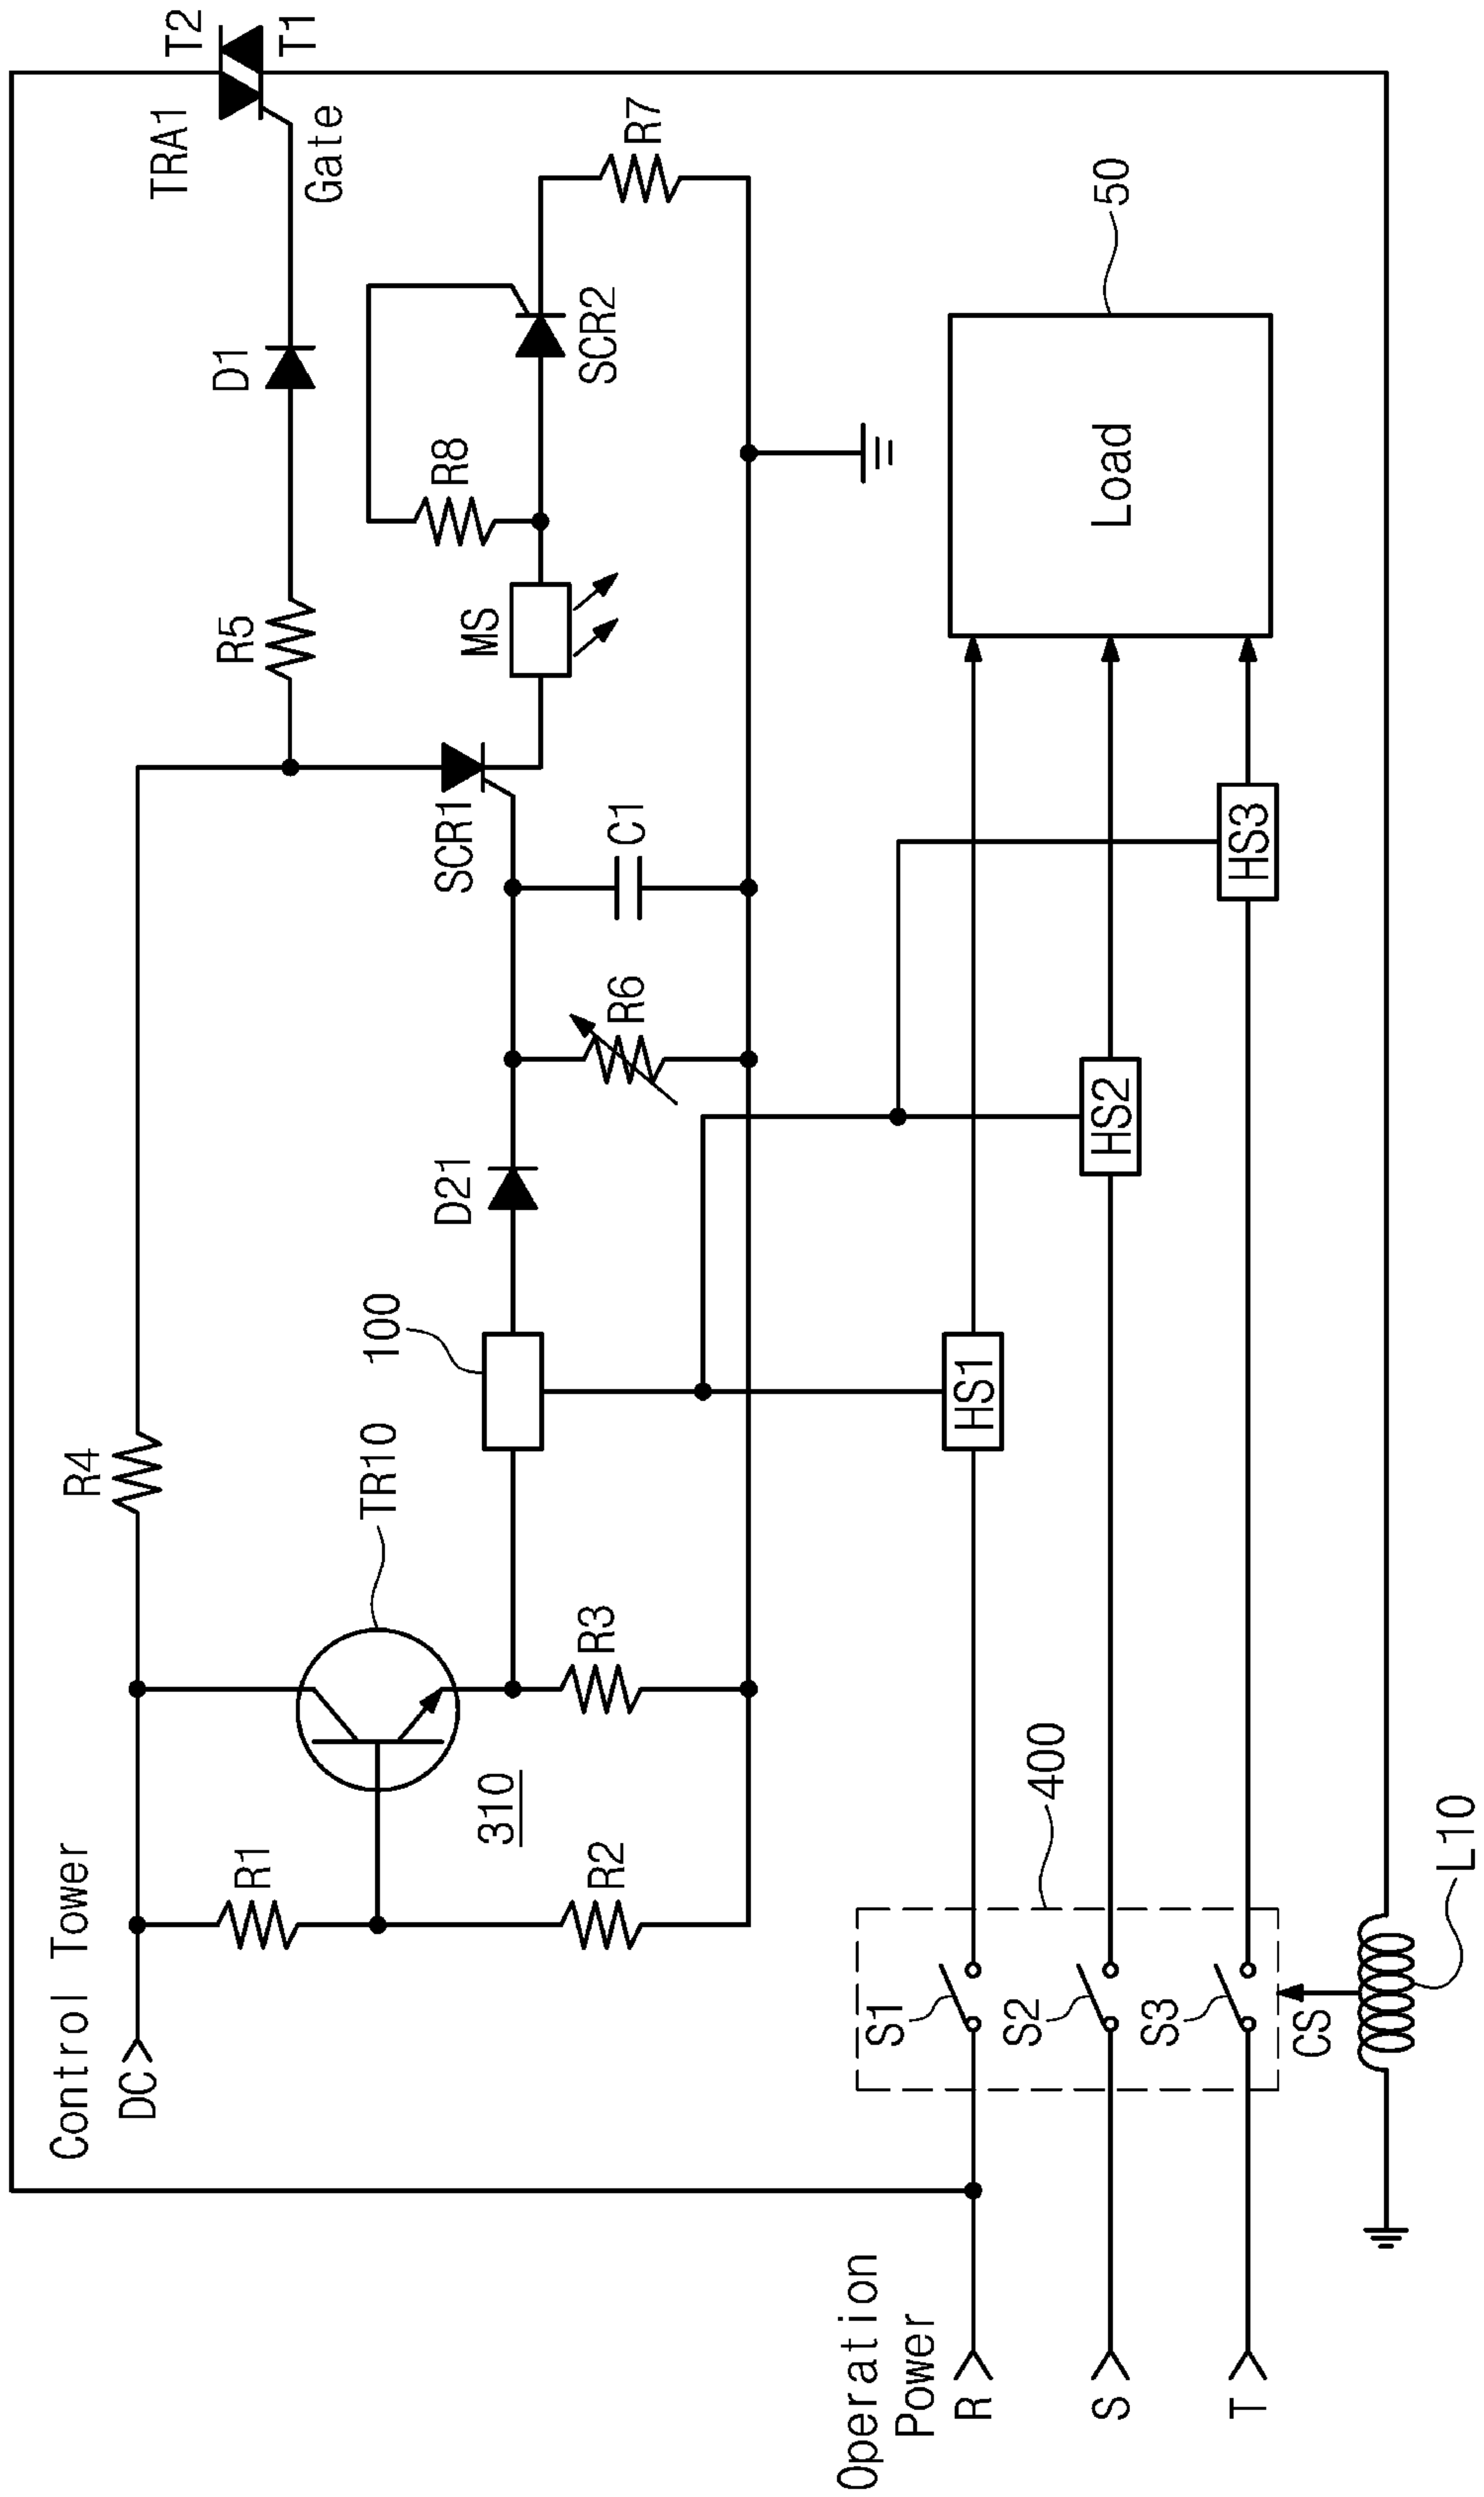 Control Tower
DC
R1
R2
310
TR10
R3
R4
100
D21
R6
C1
SCR1
R5
MS
R8
D1
SCR2
R7
TRA1
Gate
T2
T1
Operation
Power
R
S
T
S1
S2
S3
400
CS
L10
HS1
HS2
HS3
Load
50